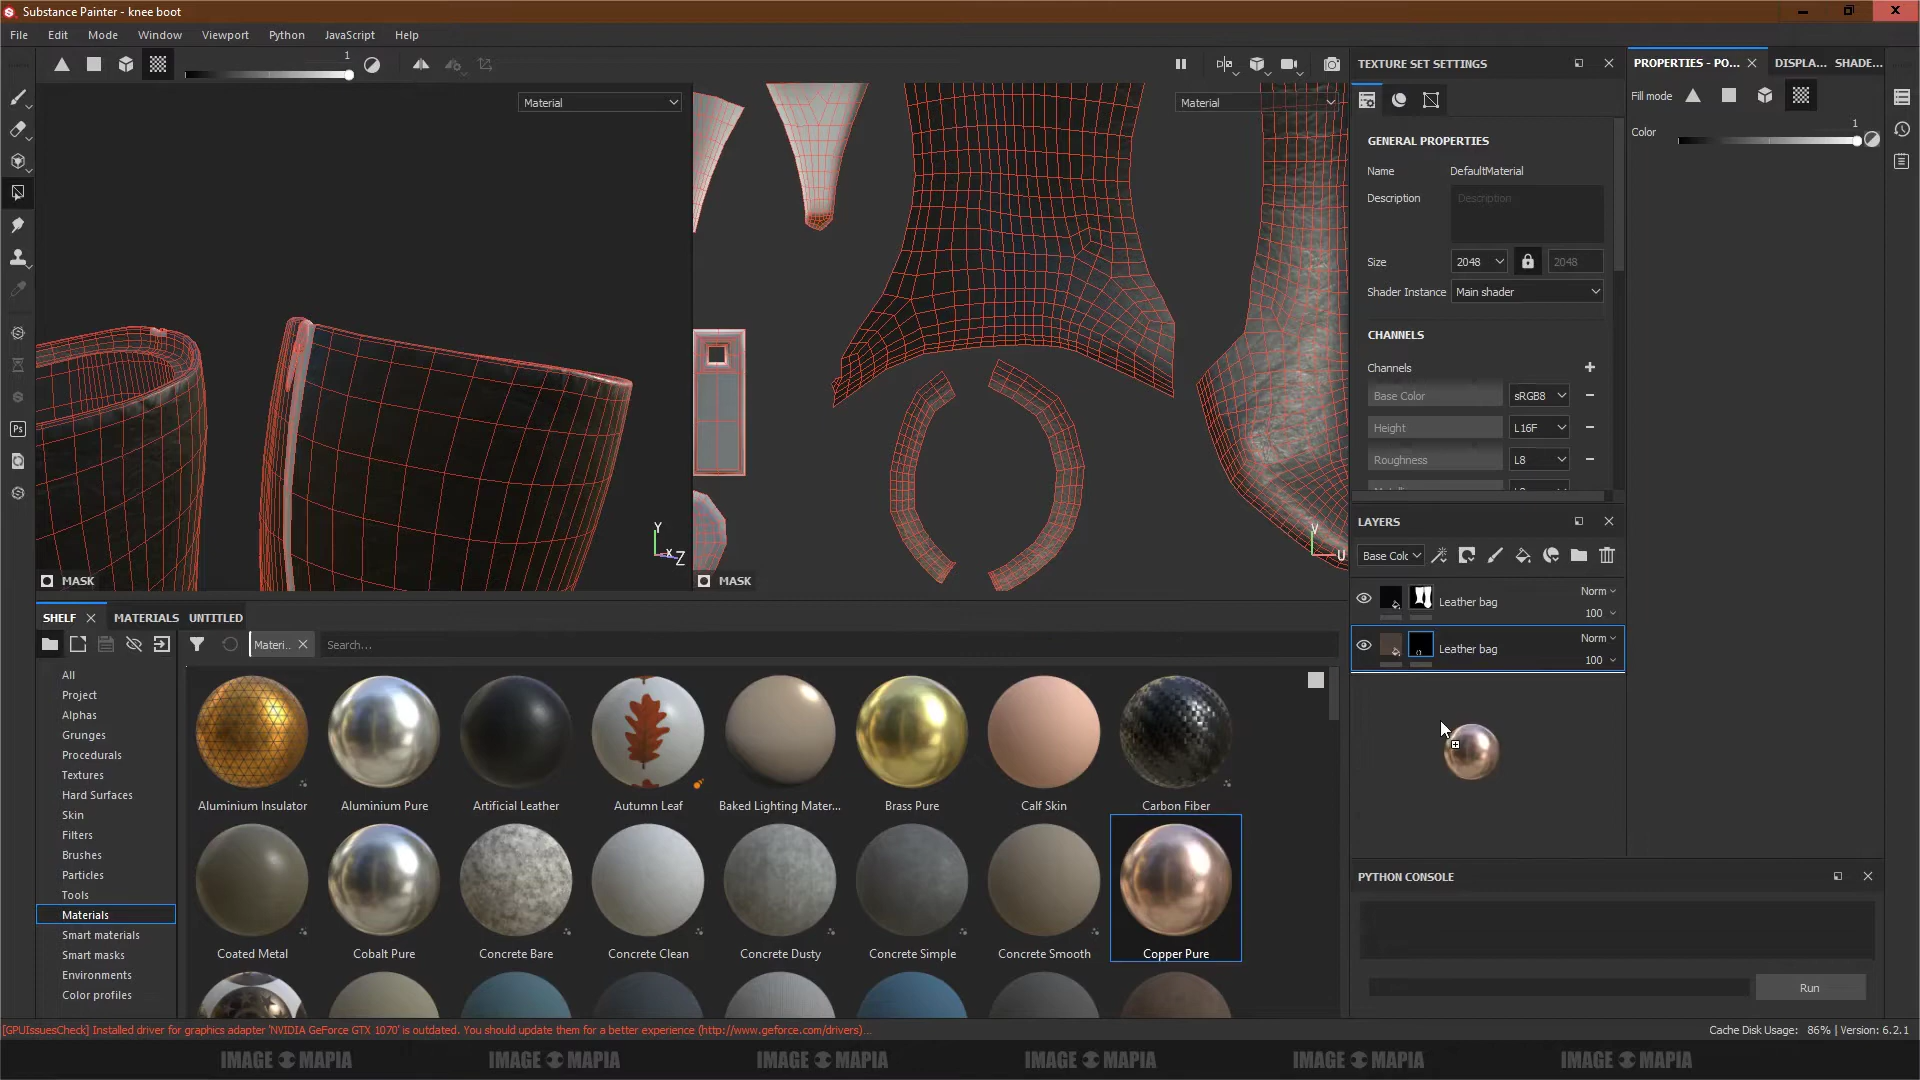 Substance Painter - knee boot
File Edit Mode Window Viewport Python JavaScript Help
1
Material
Material
Y
X
Z
V
U
MASK
MASK
Ps
TEXTURE SET SETTINGS
GENERAL PROPERTIES
Name DefaultMaterial
Description Description
Size 2048 2048
Shader Instance Main shader
CHANNELS
Channels
Base Color sRGB8
Height L16F
Roughness L8
PROPERTIES - PO... DISPLA... SHADE...
Fill mode
Color 1
LAYERS
Base Colc
Leather bag Norm
100
Leather bag Norm
100
PYTHON CONSOLE
Run
SHELF MATERIALS UNTITLED
Materi.. Search...
All
Project
Alphas
Grunges
Procedurals
Textures
Hard Surfaces
Skin
Filters
Brushes
Particles
Tools
Materials
Smart materials
Smart masks
Environments
Color profiles
Aluminium Insulator Aluminium Pure Artificial Leather Autumn Leaf Baked Lighting Mater... Brass Pure Calf Skin Carbon Fiber
Coated Metal Cobalt Pure Concrete Bare Concrete Clean Concrete Dusty Concrete Simple Concrete Smooth Copper Pure
[GPUIssuesCheck] Installed driver for graphics adapter 'NVIDIA GeForce GTX 1070' is outdated. You should update them for a better experience (http://www.geforce.com/drivers)...
Cache Disk Usage: 86% | Version: 6.2.1
IMAGE MAPIA IMAGE MAPIA IMAGE MAPIA IMAGE MAPIA IMAGE MAPIA IMAGE MAPIA